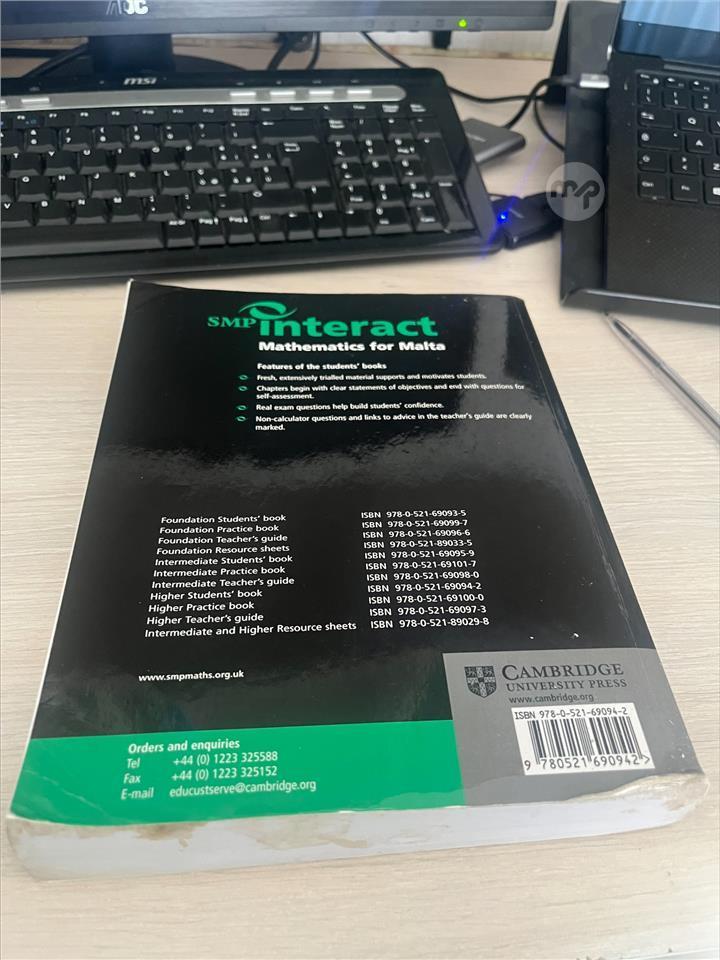 AOC
msi
mp
SMP interact
Mathematics for Malta
Features of the students' books
Fresh, extensively trialled material supports and motivates students.
Chapters begin with clear statements of objectives and end with questions for
self-assessment.
Real exam questions help build students' confidence.
Non-calculator questions and links to advice in the teacher's guide are clearly
marked.
Foundation Students' book ISBN 978-0-521-69093-5
Foundation Practice book ISBN 978-0-521-69099-7
Foundation Teacher's guide ISBN 978-0-521-69096-6
Foundation Resource sheets ISBN 978-0-521-89033-5
Intermediate Students' book ISBN 978-0-521-69095-9
Intermediate Practice book ISBN 978-0-521-69101-7
Intermediate Teacher's guide ISBN 978-0-521-69098-0
Higher Students' book ISBN 978-0-521-69094-2
Higher Practice book ISBN 978-0-521-69100-0
Higher Teacher's guide ISBN 978-0-521-69097-3
Intermediate and Higher Resource sheets ISBN 978-0-521-89029-8
www.smpmaths.org.uk
CAMBRIDGE
UNIVERSITY PRESS
www.cambridge.org
ISBN 978-0-521-69094-2
9 780521 690942 >
Orders and enquiries
Tel +44 (0) 1223 325588
Fax +44 (0) 1223 325152
E-mail educustserve@cambridge.org